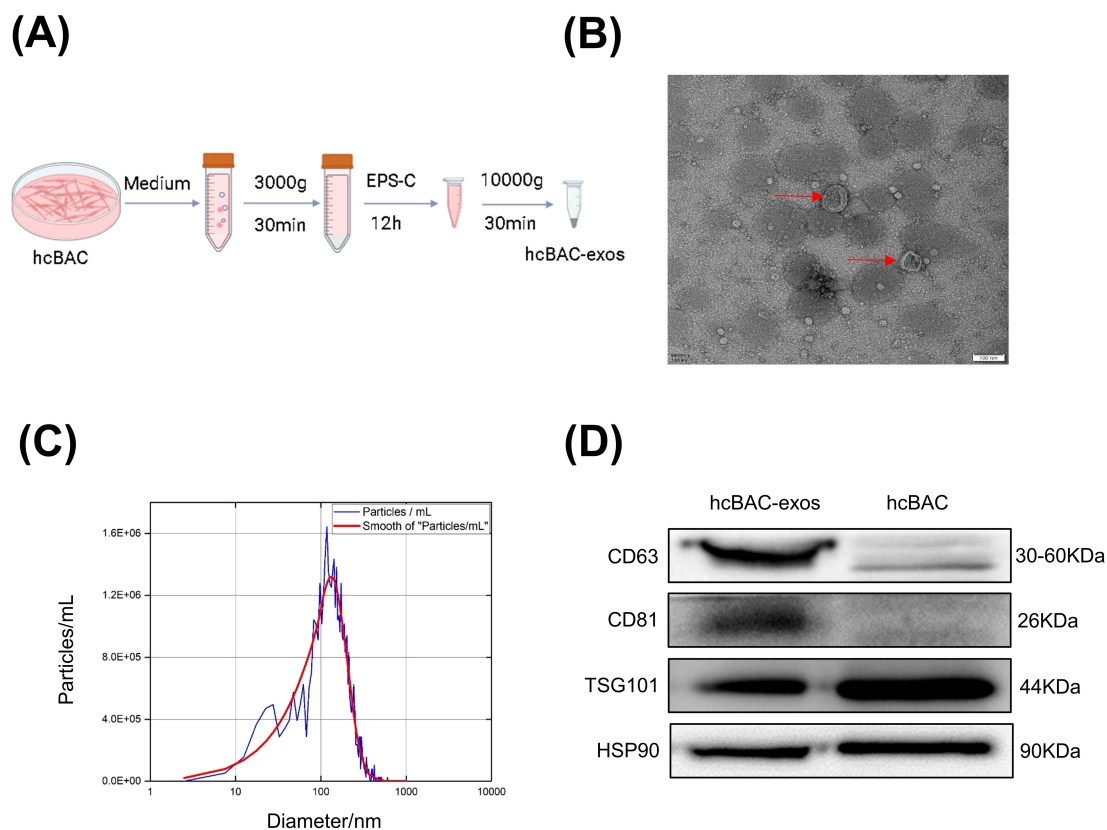 (A)
Medium
3000g
30min
EPS-C
12h
10000g
30min
hcBAC
hcBAC-exos
(B)
100 nm
(C)
Particles / mL
Smooth of "Particles/mL"
1.6E+06
1.2E+06
8.0E+05
4.0E+05
0.0E+00
1
10
100
1000
10000
Particles/mL
Diameter/nm
(D)
hcBAC-exos hcBAC
CD63 30-60KDa
CD81 26KDa
TSG101 44KDa
HSP90 90KDa